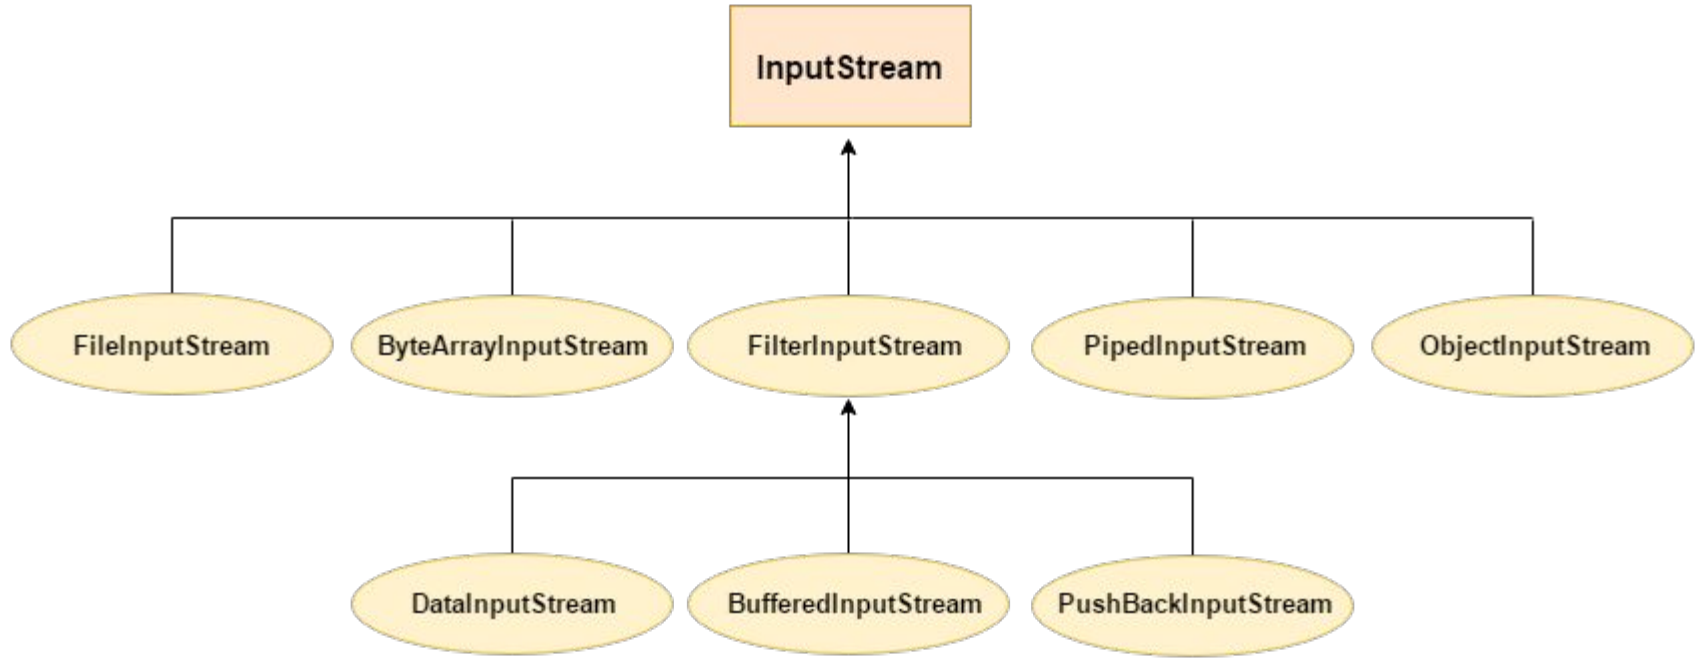 InputStream
FileInputStream
ByteArrayInputStream
FilterInputStream
PipedInputStream
ObjectInputStream
DataInputStream
BufferedInputStream
PushBackInputStream